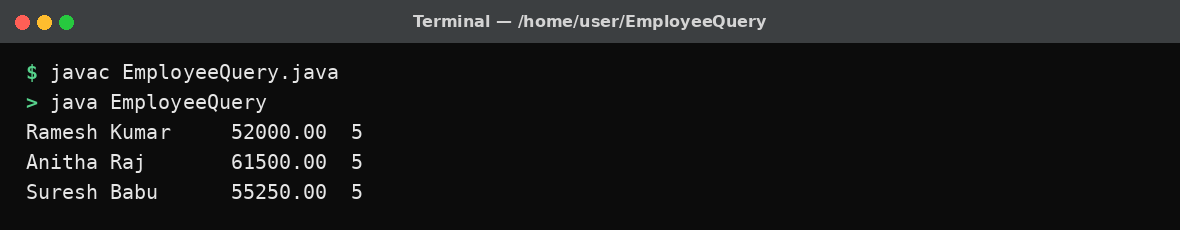 Terminal — /home/user/EmployeeQuery
$ javac EmployeeQuery.java
> java EmployeeQuery
Ramesh Kumar     52000.00  5
Anitha Raj       61500.00  5
Suresh Babu      55250.00  5